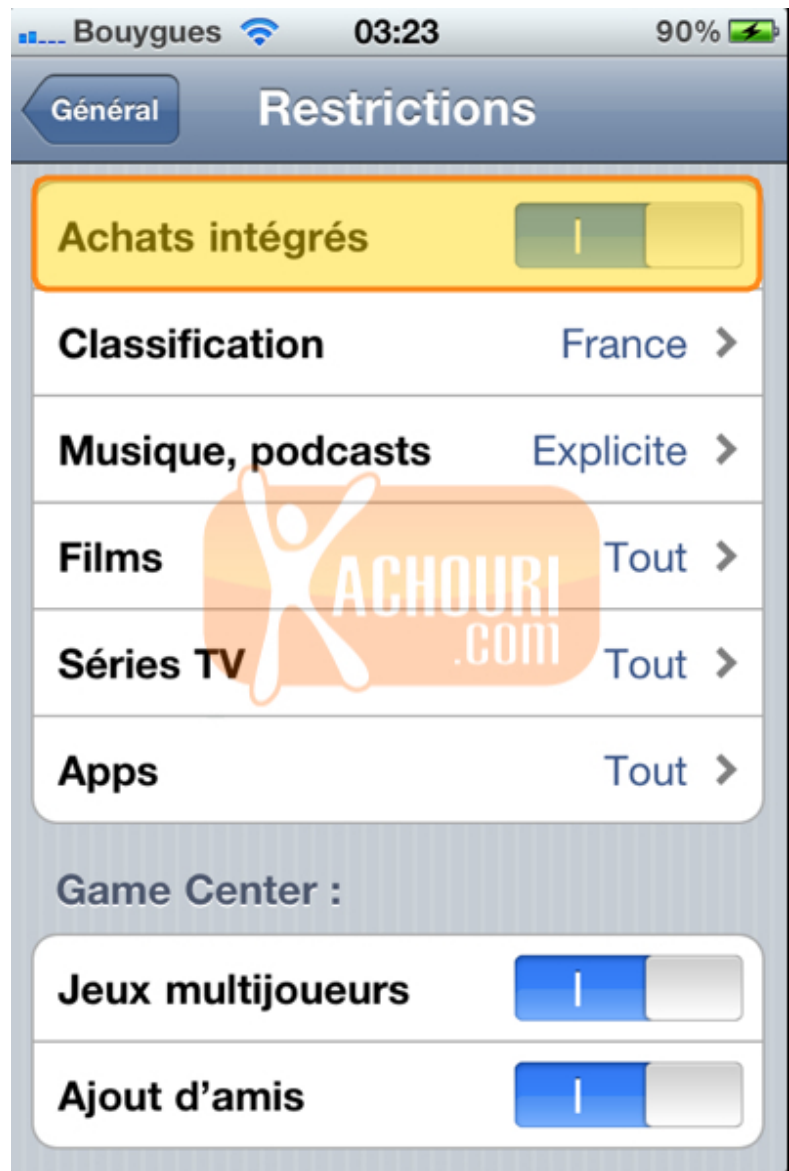 Bouygues 03:23 90%
Général Restrictions
Achats intégrés
Classification France
Musique, podcasts Explicite
Films Tout
KACHOURI
.com
Séries TV Tout
Apps Tout
Game Center :
Jeux multijoueurs
Ajout d’amis